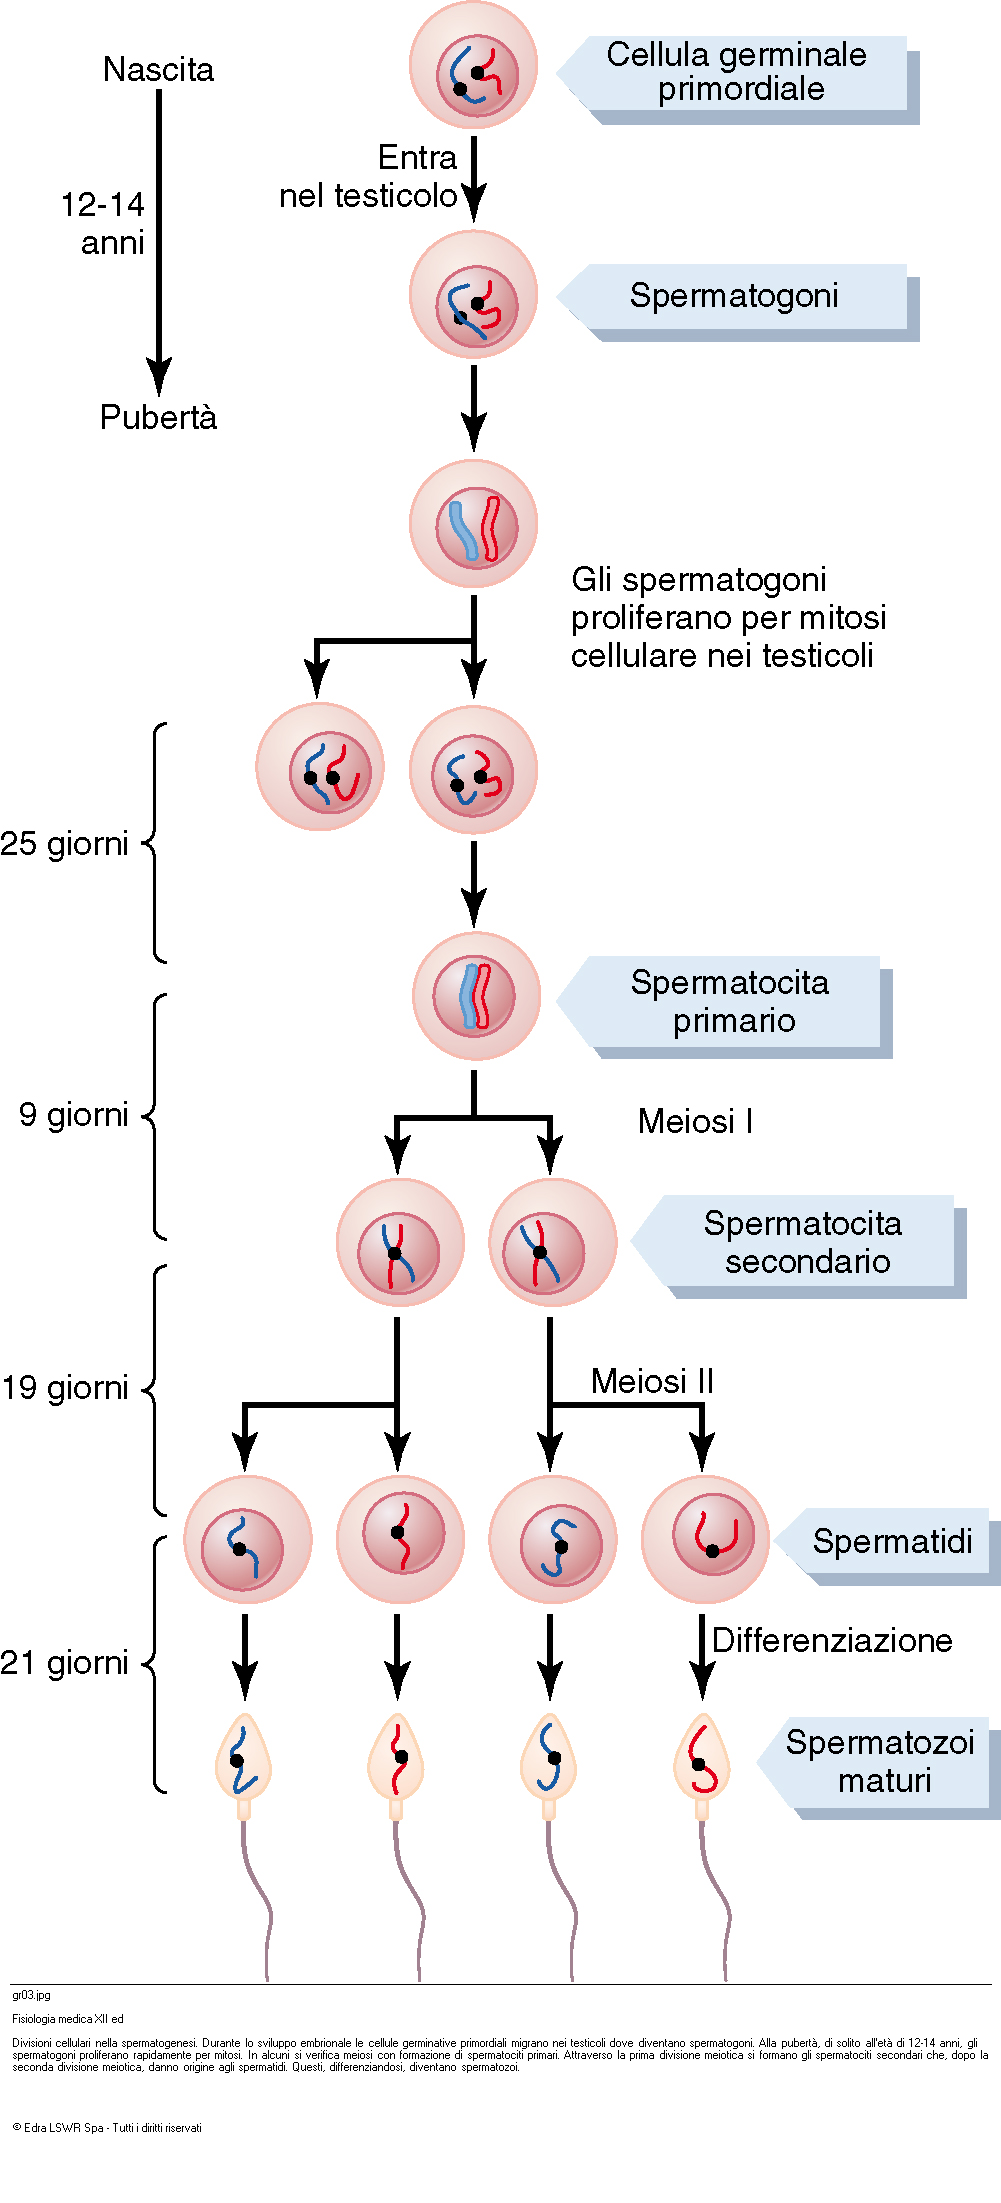 Nascita
12-14
anni
Pubertà
Cellula germinale
primordiale
Entra
nel testicolo
Spermatogoni
Gli spermatogoni
proliferano per mitosi
cellulare nei testicoli
25 giorni
Spermatocita
primario
9 giorni
Meiosi I
Spermatocita
secondario
19 giorni
Meiosi II
Spermatidi
21 giorni
Differenziazione
Spermatozoi
maturi
gr03.jpg
Fisiologia medica XII ed
Divisioni cellulari nella spermatogenesi. Durante lo sviluppo embrionale le cellule germinative primordiali migrano nei testicoli dove diventano spermatogoni. Alla pubertà, di solito all'età di 12-14 anni, gli
spermatogoni proliferano rapidamente per mitosi. In alcuni si verifica meiosi con formazione di spermatociti primari. Attraverso la prima divisione meiotica si formano gli spermatociti secondari che, dopo la
seconda divisione meiotica, danno origine agli spermatidi. Questi, differenziandosi, diventano spermatozoi.
© Edra LSWR Spa - Tutti i diritti riservati